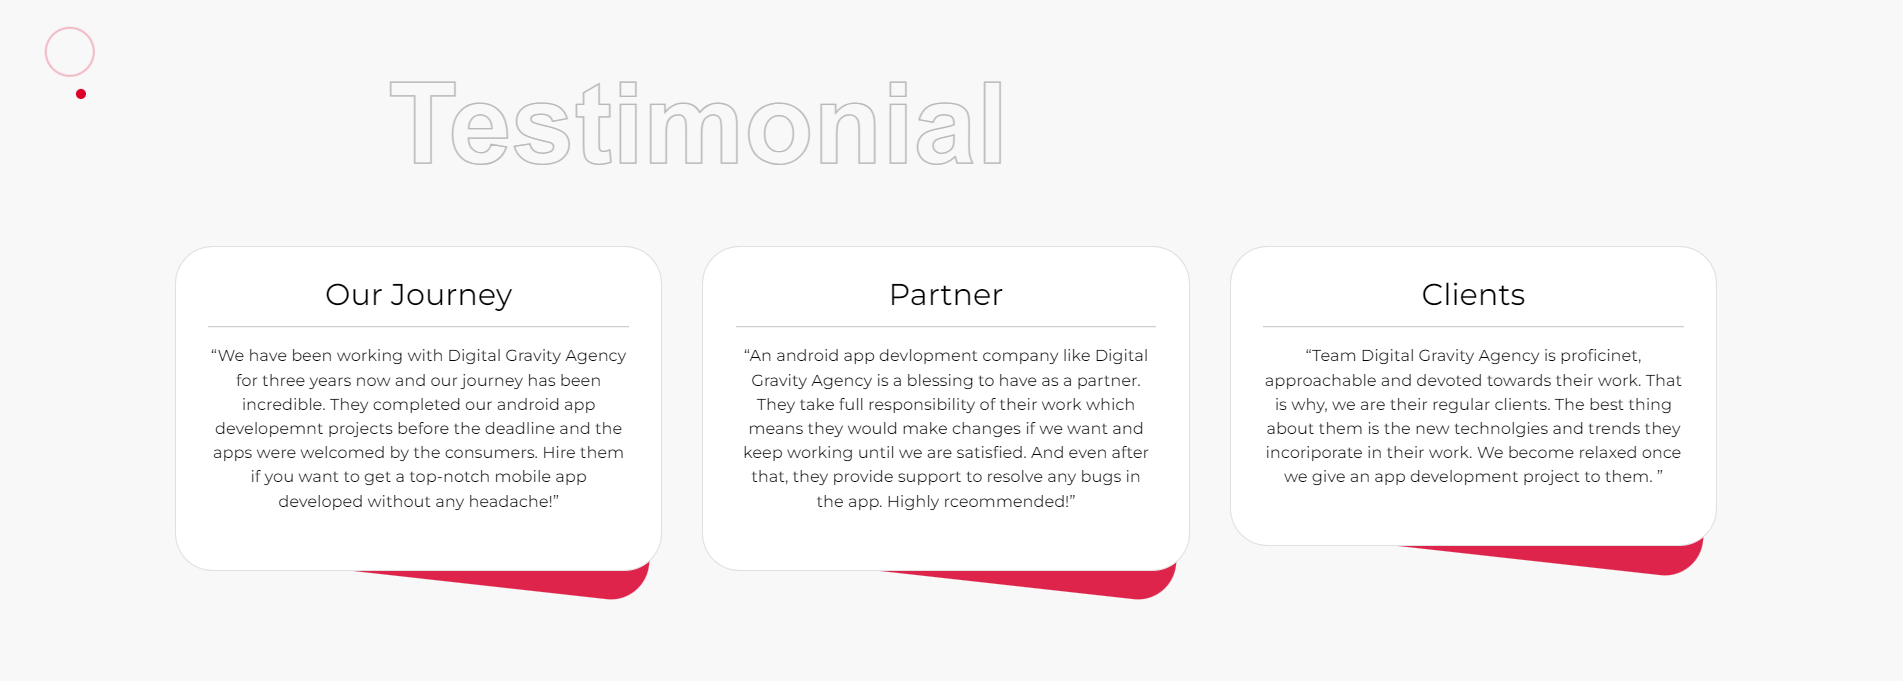 Testimonial
Our Journey
“We have been working with Digital Gravity Agency
for three years now and our journey has been
incredible. They completed our android app
developemnt projects before the deadline and the
apps were welcomed by the consumers. Hire them
if you want to get a top-notch mobile app
developed without any headache!”
Partner
“An android app devlopment company like Digital
Gravity Agency is a blessing to have as a partner.
They take full responsibility of their work which
means they would make changes if we want and
keep working until we are satisfied. And even after
that, they provide support to resolve any bugs in
the app. Highly rceommended!”
Clients
“Team Digital Gravity Agency is proficinet,
approachable and devoted towards their work. That
is why, we are their regular clients. The best thing
about them is the new technolgies and trends they
incoriporate in their work. We become relaxed once
we give an app development project to them. ”